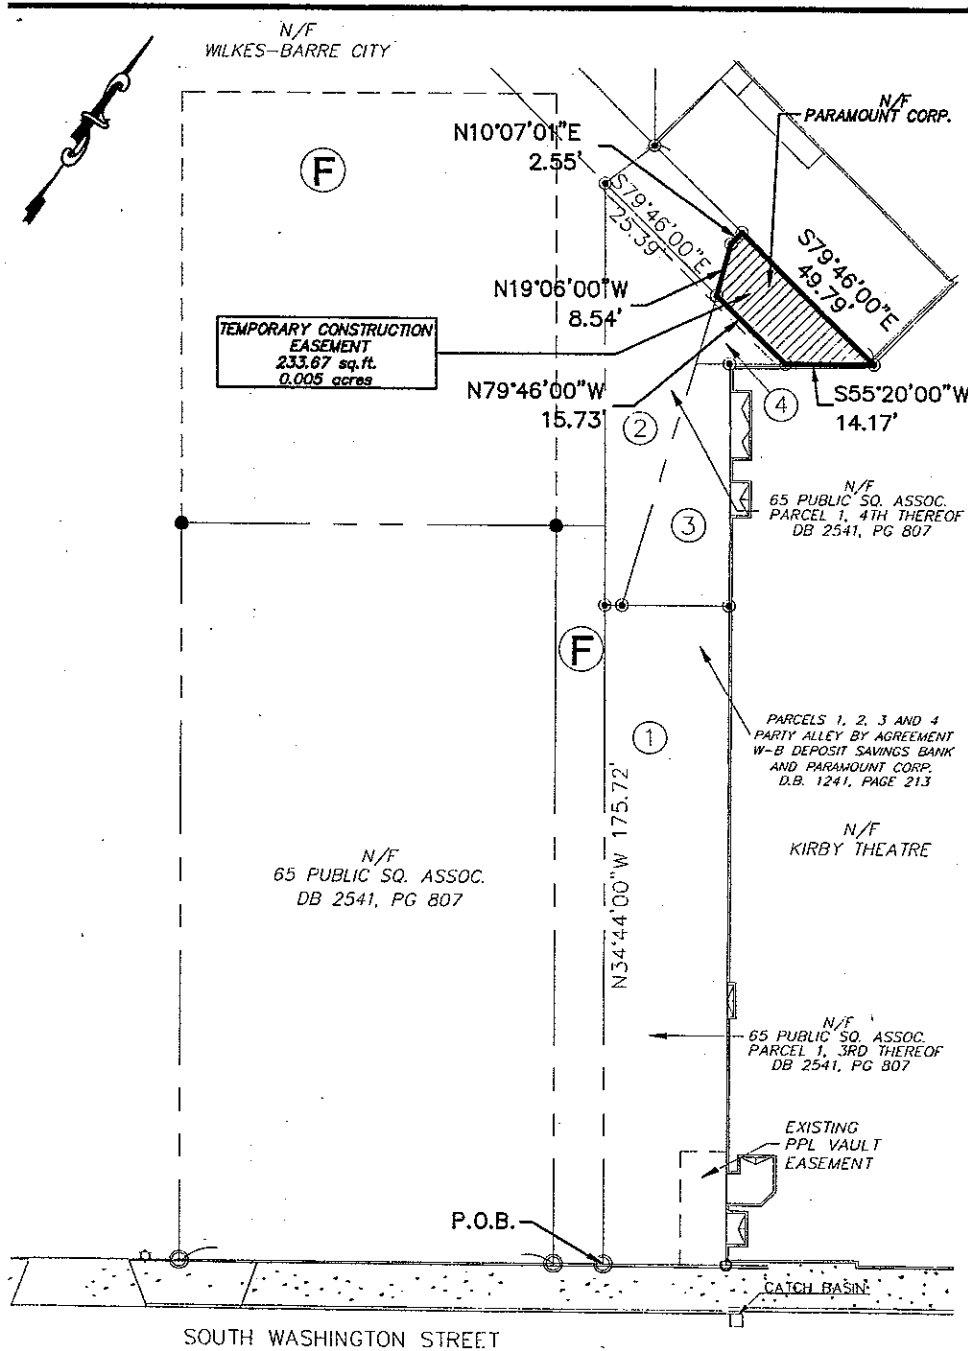 N/F
WILKES-BARRE CITY
N/F
PARAMOUNT CORP.
N10°07'01"E
2.55'
F
S79°46'00"E
25.39'
S79°46'00"E
49.79'
N19°06'00"W
8.54'
TEMPORARY CONSTRUCTION
EASEMENT
233.67 sq.ft.
0.005 acres
N79°46'00"W
15.73'
4
S55°20'00"W
14.17'
2
N/F
65 PUBLIC SQ. ASSOC.
PARCEL 1, 4TH THEREOF
DB 2541, PG 807
3
F
1
PARCELS 1, 2, 3 AND 4
PARTY ALLEY BY AGREEMENT
W-B DEPOSIT SAVINGS BANK
AND PARAMOUNT CORP.
D.B. 1241, PAGE 213
N34°44'00"W 175.72'
N/F
KIRBY THEATRE
N/F
65 PUBLIC SQ. ASSOC.
DB 2541, PG 807
N/F
65 PUBLIC SQ. ASSOC.
PARCEL 1, 3RD THEREOF
DB 2541, PG 807
EXISTING
PPL VAULT
EASEMENT
P.O.B.
CATCH BASIN
SOUTH WASHINGTON STREET